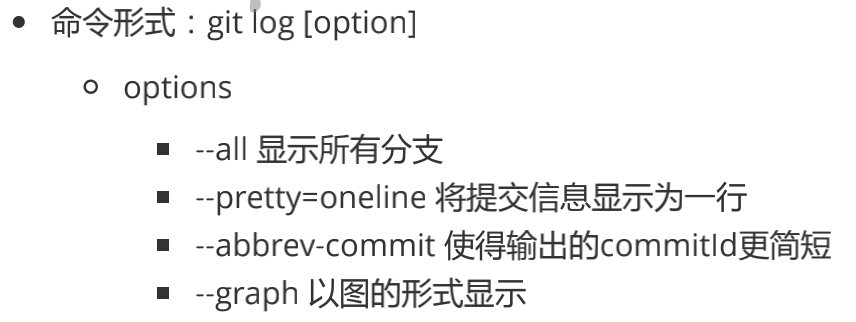 命令形式：git log [option]
options
--all 显示所有分支
--pretty=oneline 将提交信息显示为一行
--abbrev-commit 使得输出的commitId更简短
--graph 以图的形式显示